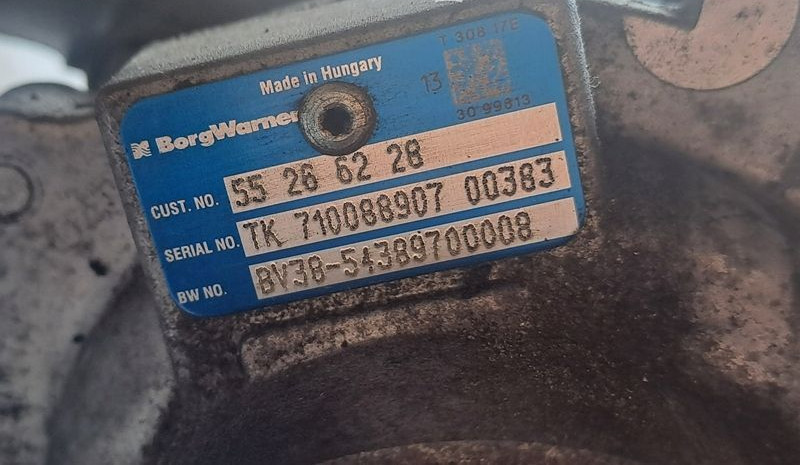 T 308 17E
Made in Hungary
13
BorgWarner
30 99813
CUST. NO. 55 26 62 28
SERIAL NO. TK 710088907 00383
BW NO. BV38-54389700008